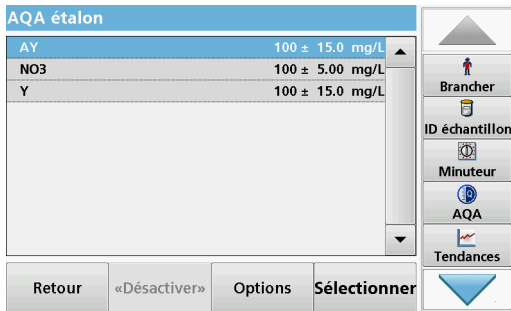 AQA étalon
AY 100 ± 15.0 mg/L
NO3 100 ± 5.00 mg/L
Y 100 ± 15.0 mg/L
Brancher
ID échantillon
Minuteur
AQA
Tendances
Retour «Désactiver» Options Sélectionner